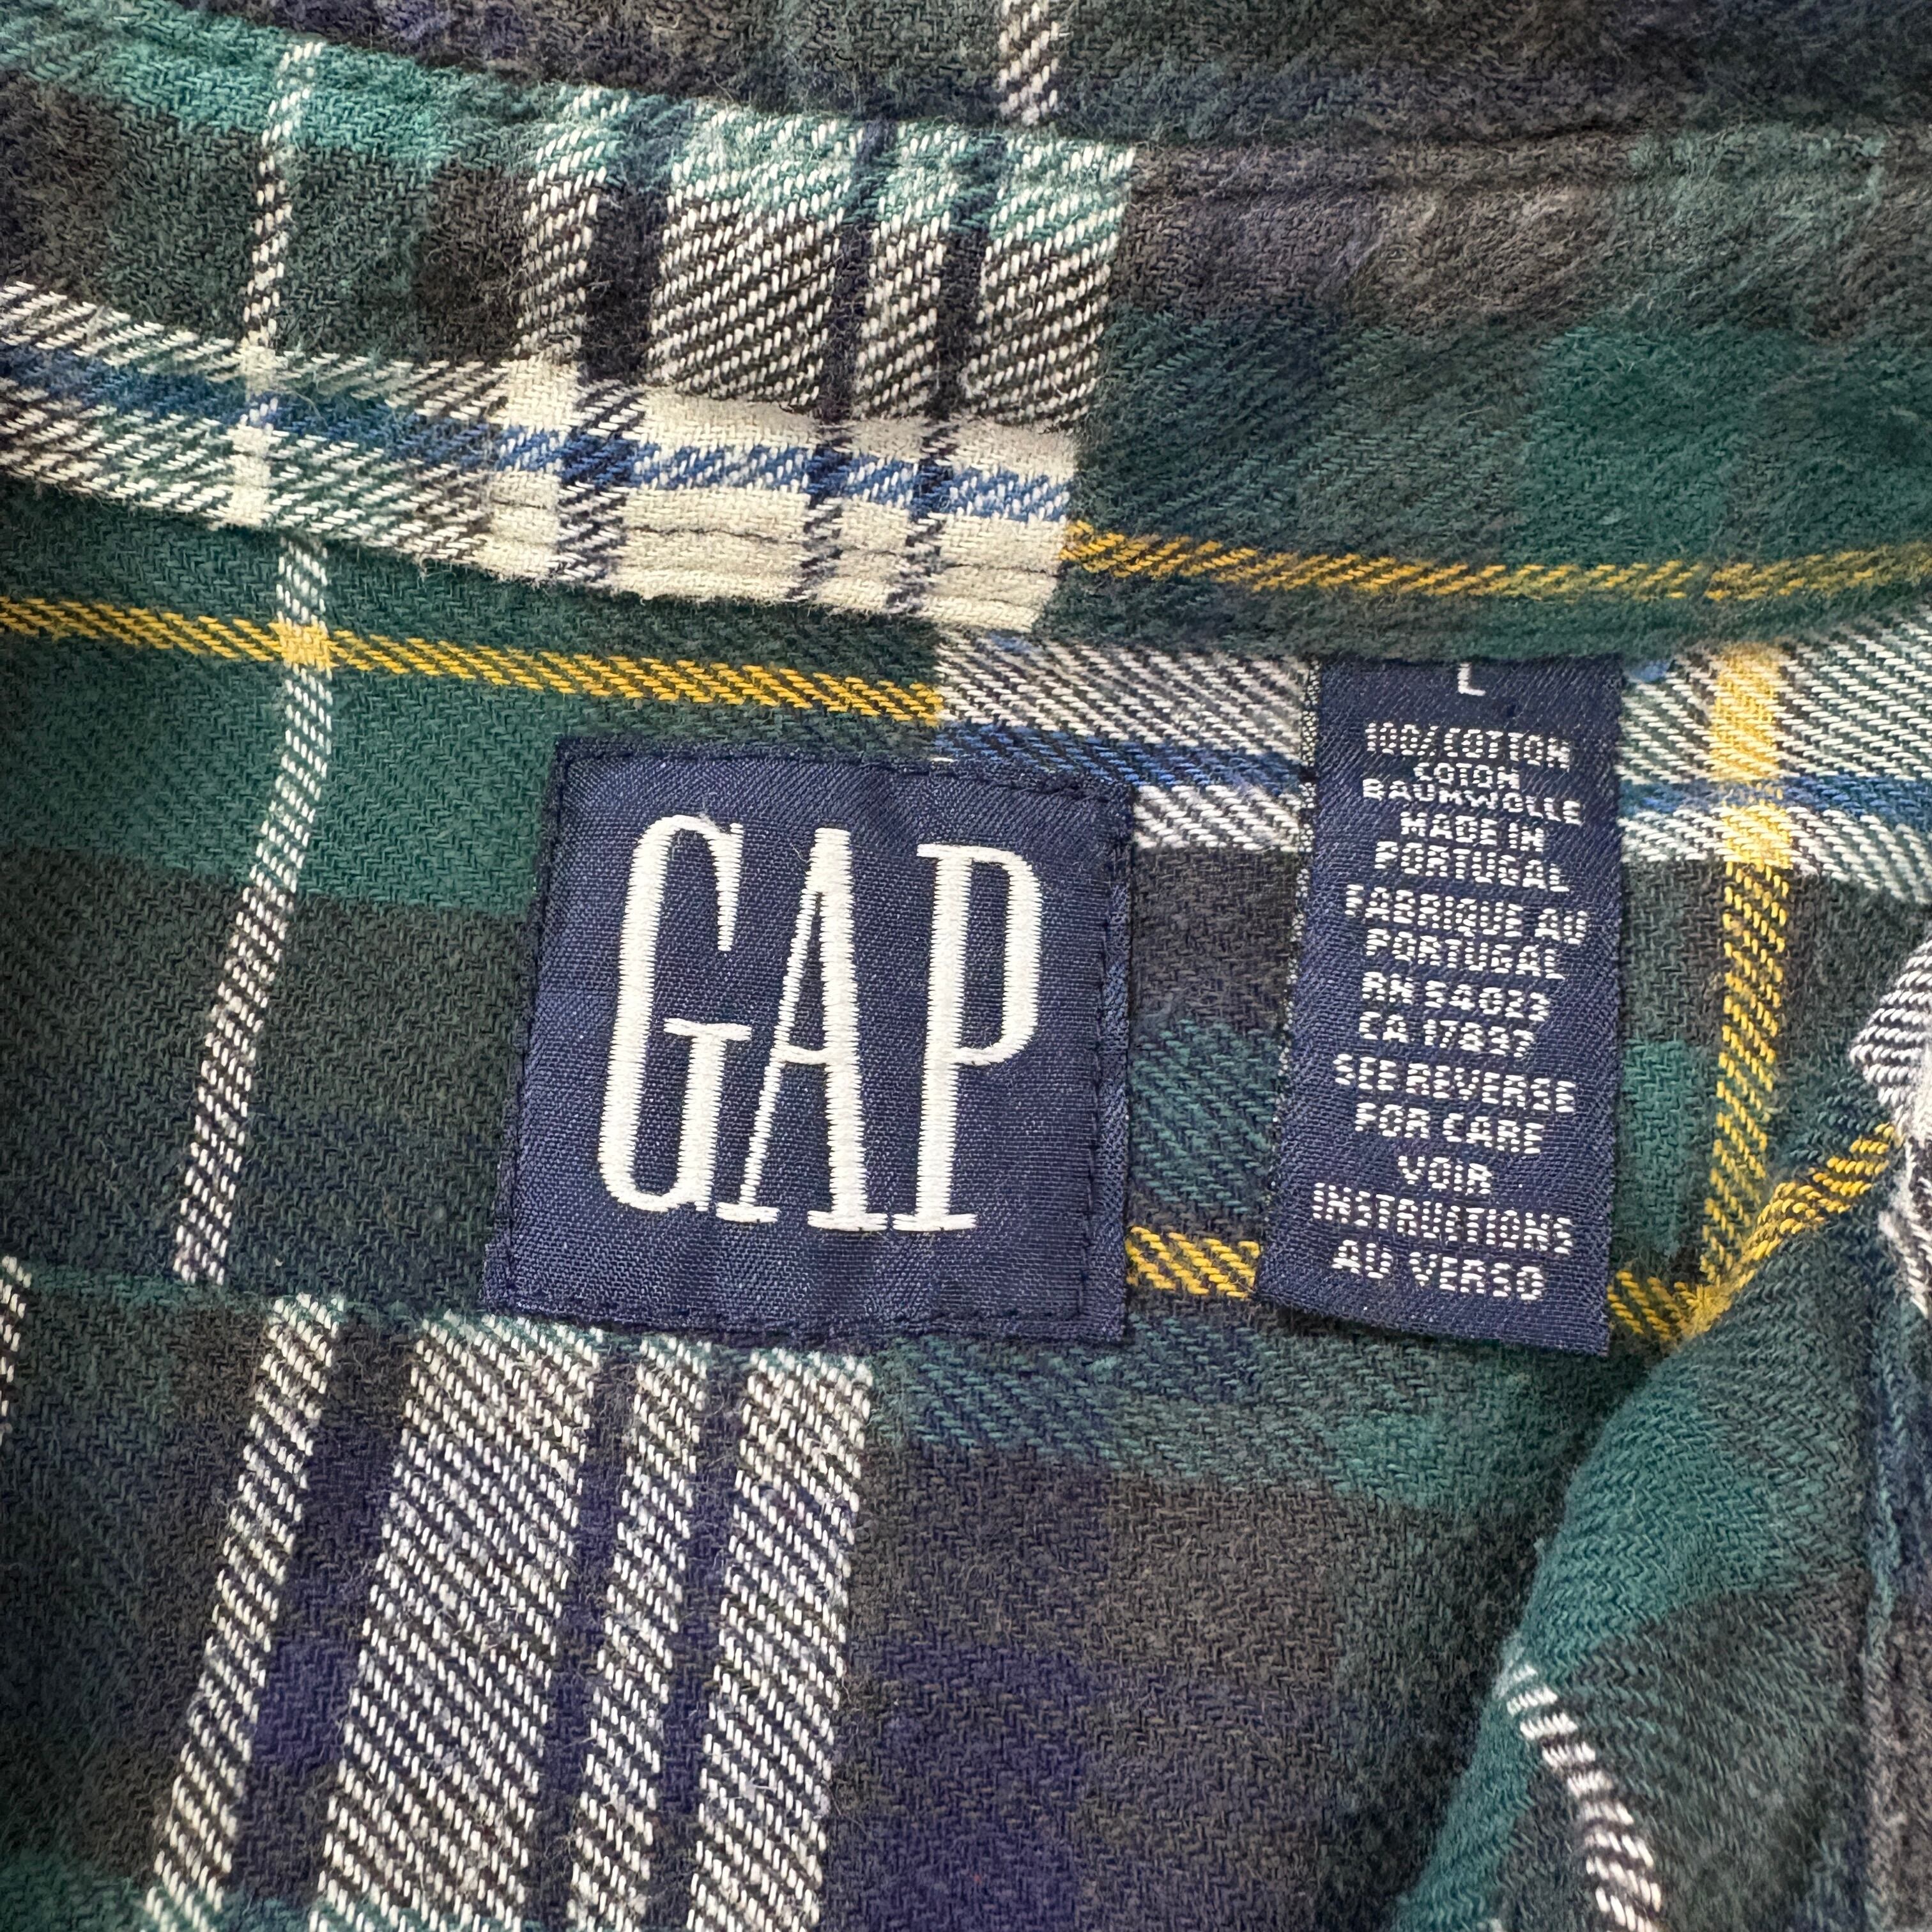 GAP
L
100% COTTON
COTON
BAUMWOLLE
MADE IN
PORTUGAL
FABRIQUE AU
PORTUGAL
RN 54023
CA 17837
SEE REVERSE
FOR CARE
VOIR
INSTRUCTIONS
AU VERSO